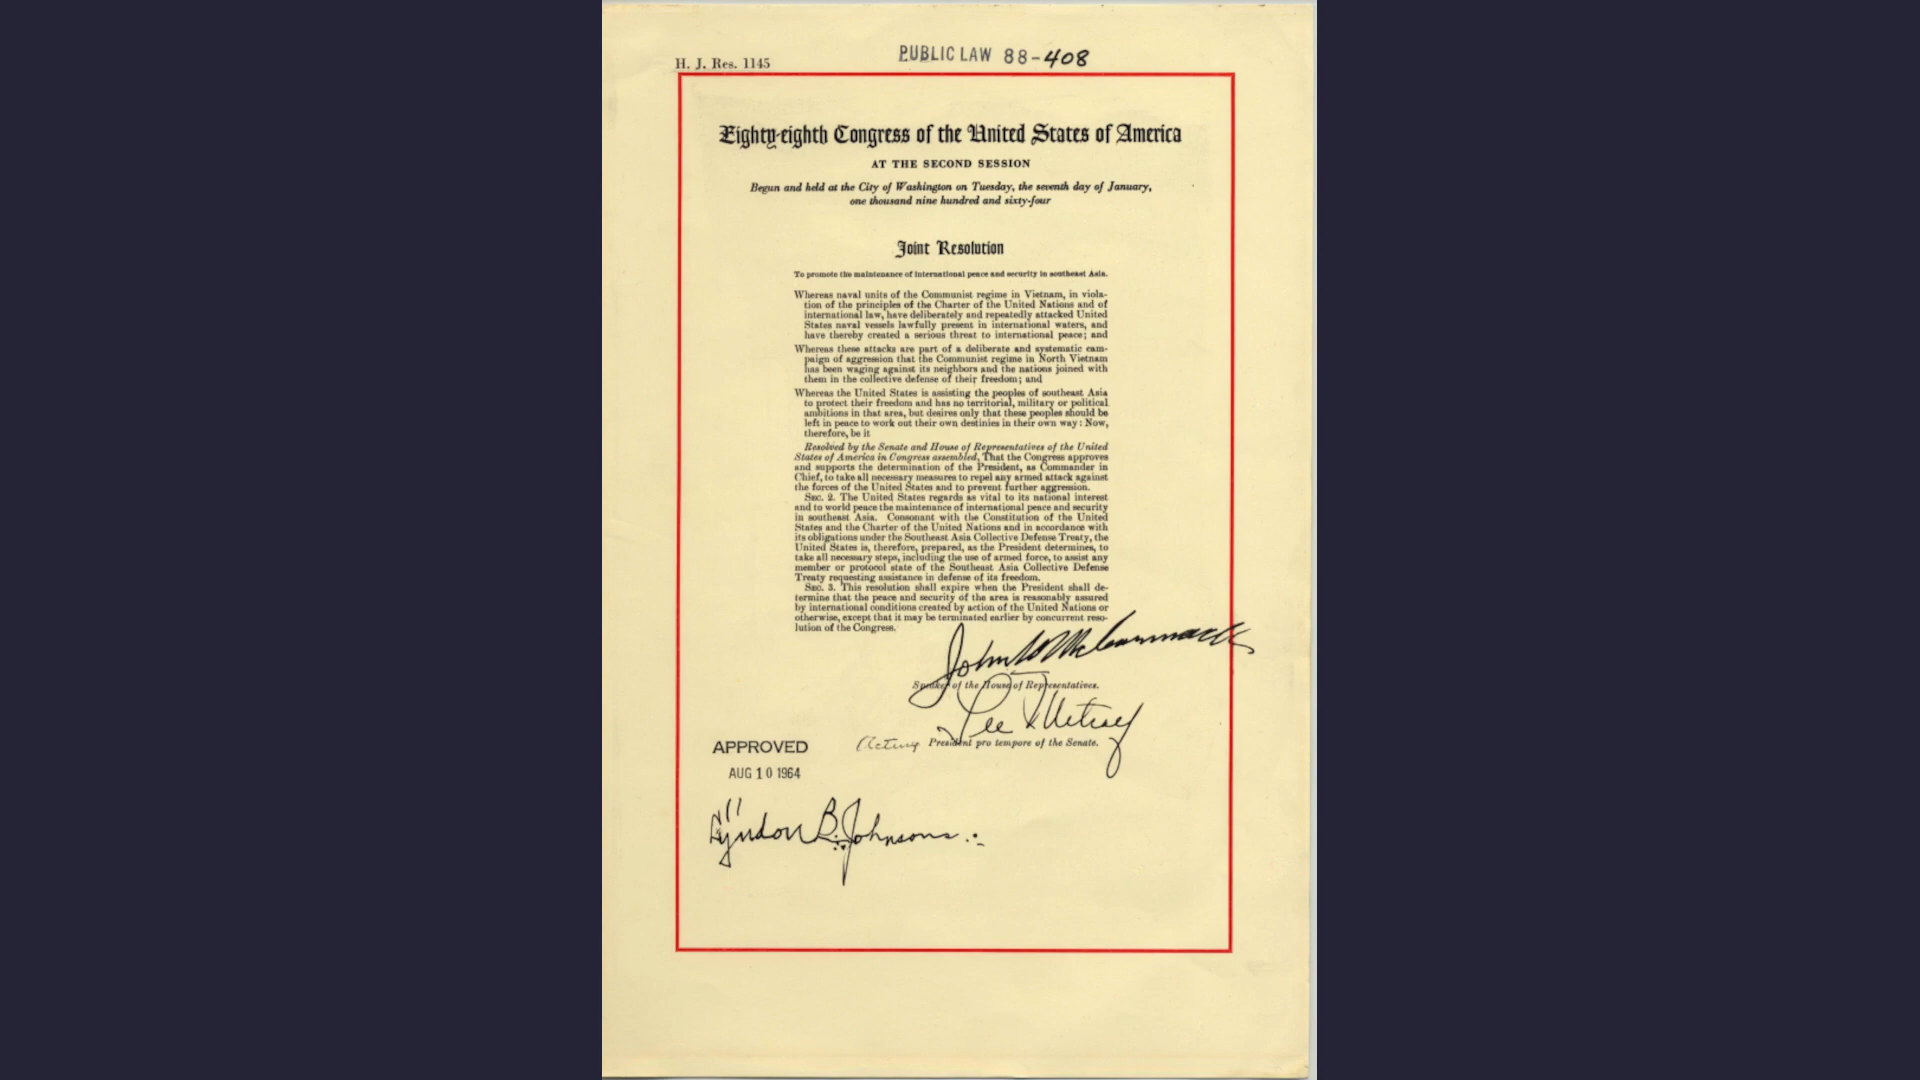 PUBLIC LAW 88-408
H. J. Res. 1145
Eighty-eighth Congress of the United States of America
AT THE SECOND SESSION
Begun and held at the City of Washington on Tuesday, the seventh day of January,
one thousand nine hundred and sixty-four
Joint Resolution
To promote the maintenance of international peace and security in southeast Asia.
Whereas naval units of the Communist regime in Vietnam, in viola-
tion of the principles of the Charter of the United Nations and of
international law, have deliberately and repeatedly attacked United
States naval vessels lawfully present in international waters, and
have thereby created a serious threat to international peace; and
Whereas these attacks are part of a deliberate and systematic cam-
paign of aggression that the Communist regime in North Vietnam
has been waging against its neighbors and the nations joined with
them in the collective defense of their freedom; and
Whereas the United States is assisting the peoples of southeast Asia
to protect their freedom and has no territorial, military or political
ambitions in that area, but desires only that these peoples should be
left in peace to work out their own destinies in their own way: Now,
therefore, be it
Resolved by the Senate and House of Representatives of the United
States of America in Congress assembled, That the Congress approves
and supports the determination of the President, as Commander in
Chief, to take all necessary measures to repel any armed attack against
the forces of the United States and to prevent further aggression.
SEC. 2. The United States regards as vital to its national interest
and to world peace the maintenance of international peace and security
in southeast Asia. Consonant with the Constitution of the United
States and the Charter of the United Nations and in accordance with
its obligations under the Southeast Asia Collective Defense Treaty, the
United States is, therefore, prepared, as the President determines, to
take all necessary steps, including the use of armed force, to assist any
member or protocol state of the Southeast Asia Collective Defense
Treaty requesting assistance in defense of its freedom.
SEC. 3. This resolution shall expire when the President shall de-
termine that the peace and security of the area is reasonably assured
by international conditions created by action of the United Nations or
otherwise, except that it may be terminated earlier by concurrent reso-
lution of the Congress.
John W McCormack
Speaker of the House of Representatives.
Lee Metcalf
Acting President pro tempore of the Senate.
APPROVED
AUG 10 1964
Lyndon B. Johnson